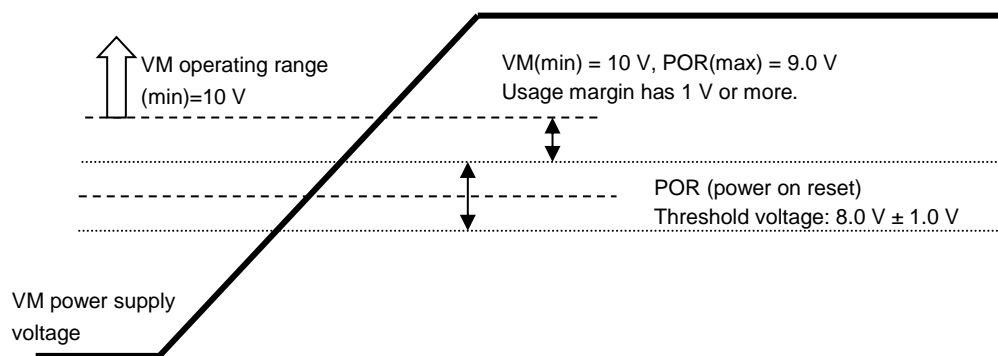 VM operating range
(min)=10 V
VM(min) = 10 V, POR(max) = 9.0 V
Usage margin has 1 V or more.
POR (power on reset)
Threshold voltage: 8.0 V ± 1.0 V
VM power supply
voltage